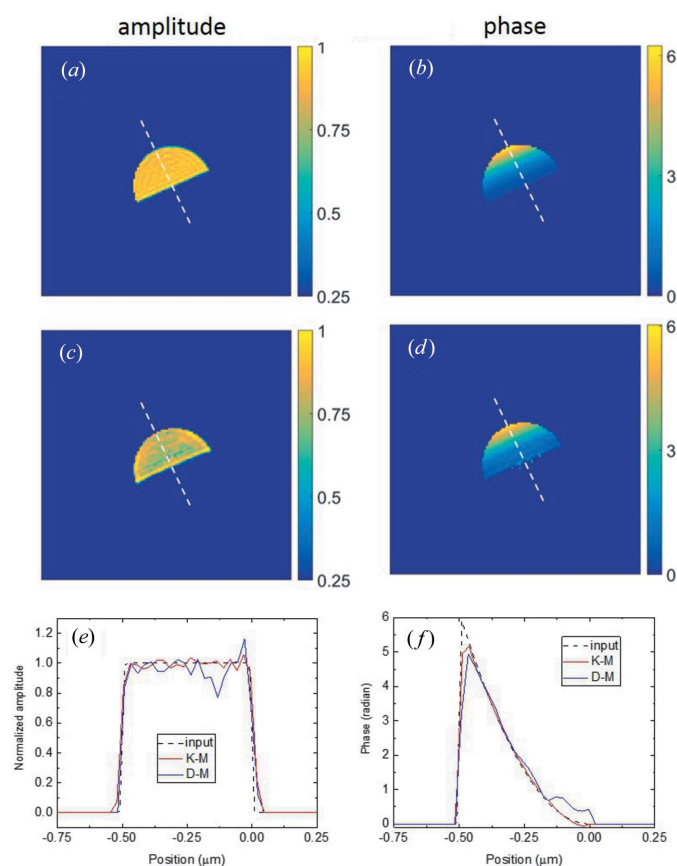 amplitude phase
(a) 1 0.75 0.5 0.25
(b) 6 3 0
(c) 1 0.75 0.5 0.25
(d) 6 3 0
(e)
1.2
1.0
0.8
0.6
0.4
0.2
0.0
Normalized amplitude
input
K-M
D-M
-0.75 -0.50 -0.25 0.00 0.25
Position (μm)
(f)
6
5
4
3
2
1
0
Phase (radian)
input
K-M
D-M
-0.75 -0.50 -0.25 0.00 0.25
Position (μm)